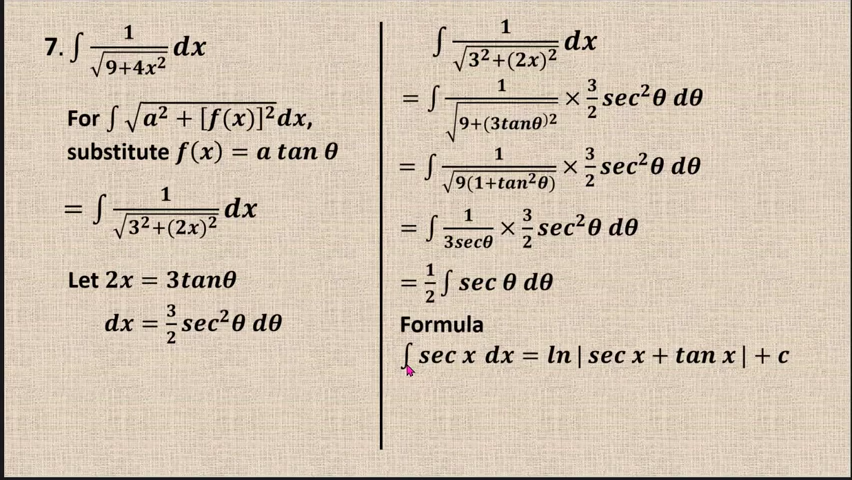 7. ∫ 1/√(9+4x²) dx
For ∫ √(a² + [f(x)]²) dx,
substitute f(x) = a tan θ
= ∫ 1/√(3²+(2x)²) dx
Let 2x = 3tanθ
dx = 3/2 sec²θ dθ
∫ 1/√(3²+(2x)²) dx
= ∫ 1/√(9+(3tanθ)²) × 3/2 sec²θ dθ
= ∫ 1/√(9(1+tan²θ)) × 3/2 sec²θ dθ
= ∫ 1/3secθ × 3/2 sec²θ dθ
= 1/2 ∫ sec θ dθ
Formula
∫ sec x dx = ln | sec x + tan x | + c